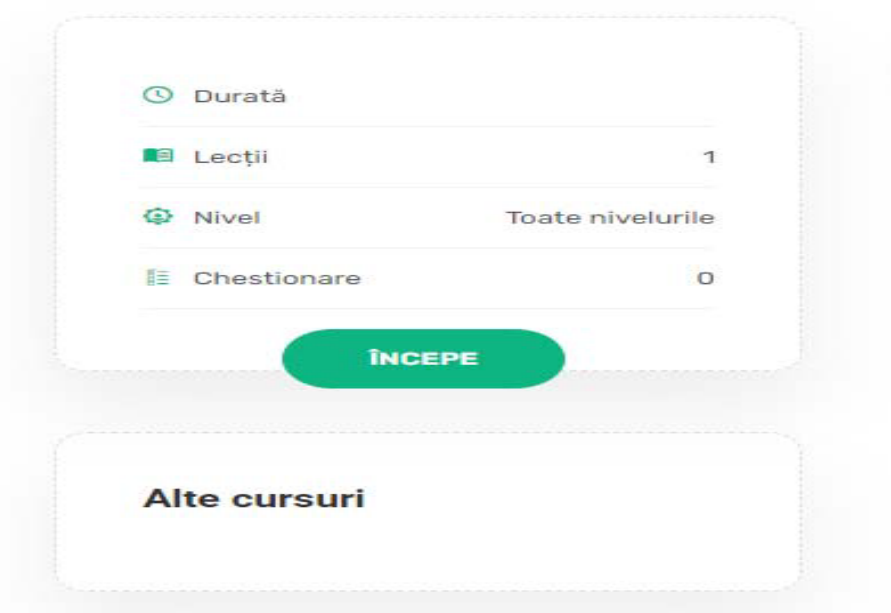 Durată
Lecții 1
Nivel Toate nivelurile
Chestionare 0
ÎNCEPE
Alte cursuri